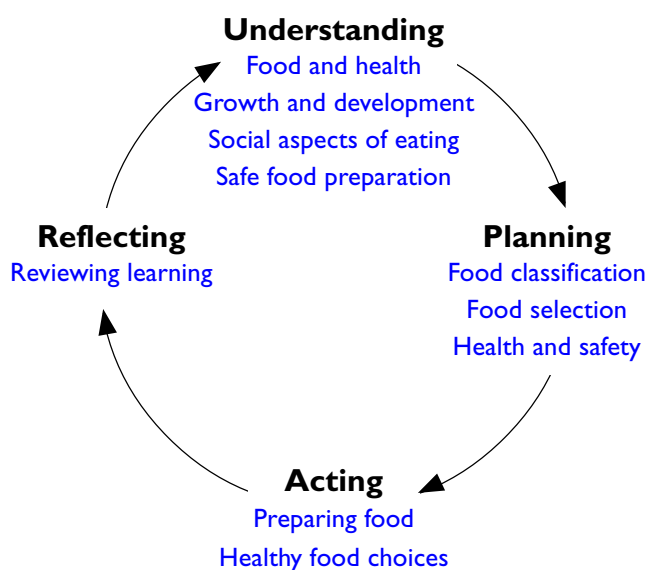 Understanding
Food and health
Growth and development
Social aspects of eating
Safe food preparation
Reflecting
Reviewing learning
Planning
Food classification
Food selection
Health and safety
Acting
Preparing food
Healthy food choices